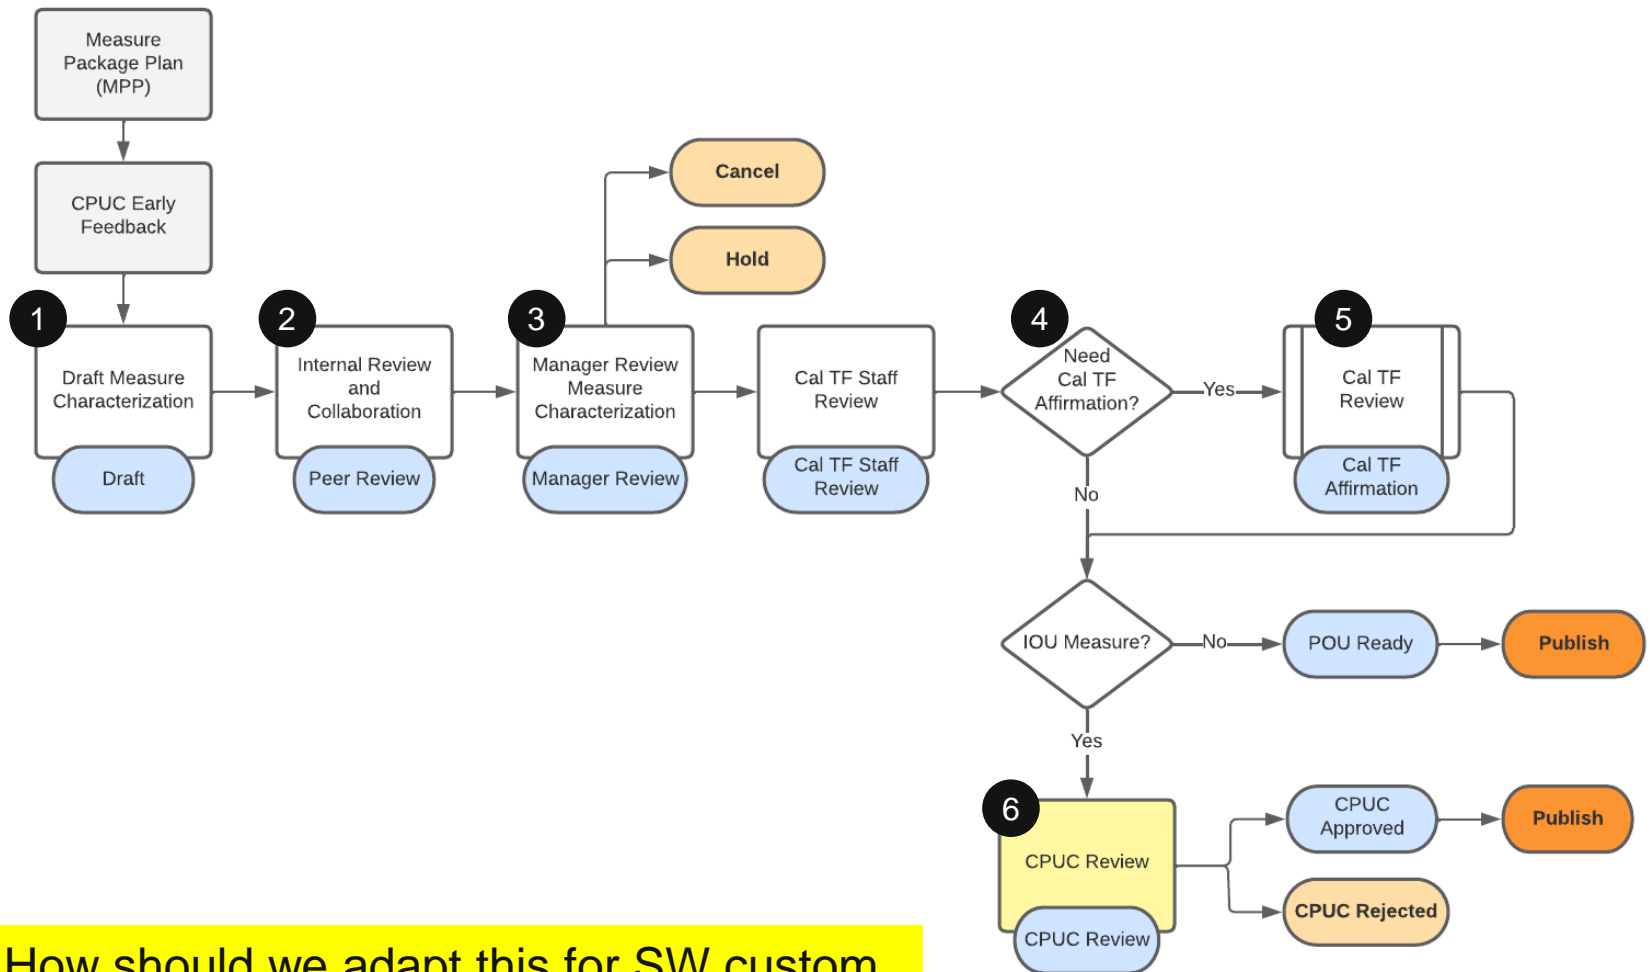 Measure
Package Plan
(MPP)
CPUC Early
Feedback
Cancel
Hold
1
2
3
4
5
Draft Measure
Characterization
Draft
Internal Review
and
Collaboration
Peer Review
Manager Review
Measure
Characterization
Manager Review
Cal TF Staff
Review
Cal TF Staff
Review
Need
Cal TF
Affirmation?
Yes
Cal TF
Review
Cal TF
Affirmation
No
IOU Measure?
No
POU Ready
Publish
Yes
6
CPUC Review
CPUC Review
CPUC
Approved
Publish
CPUC Rejected
How should we adapt this for SW custom